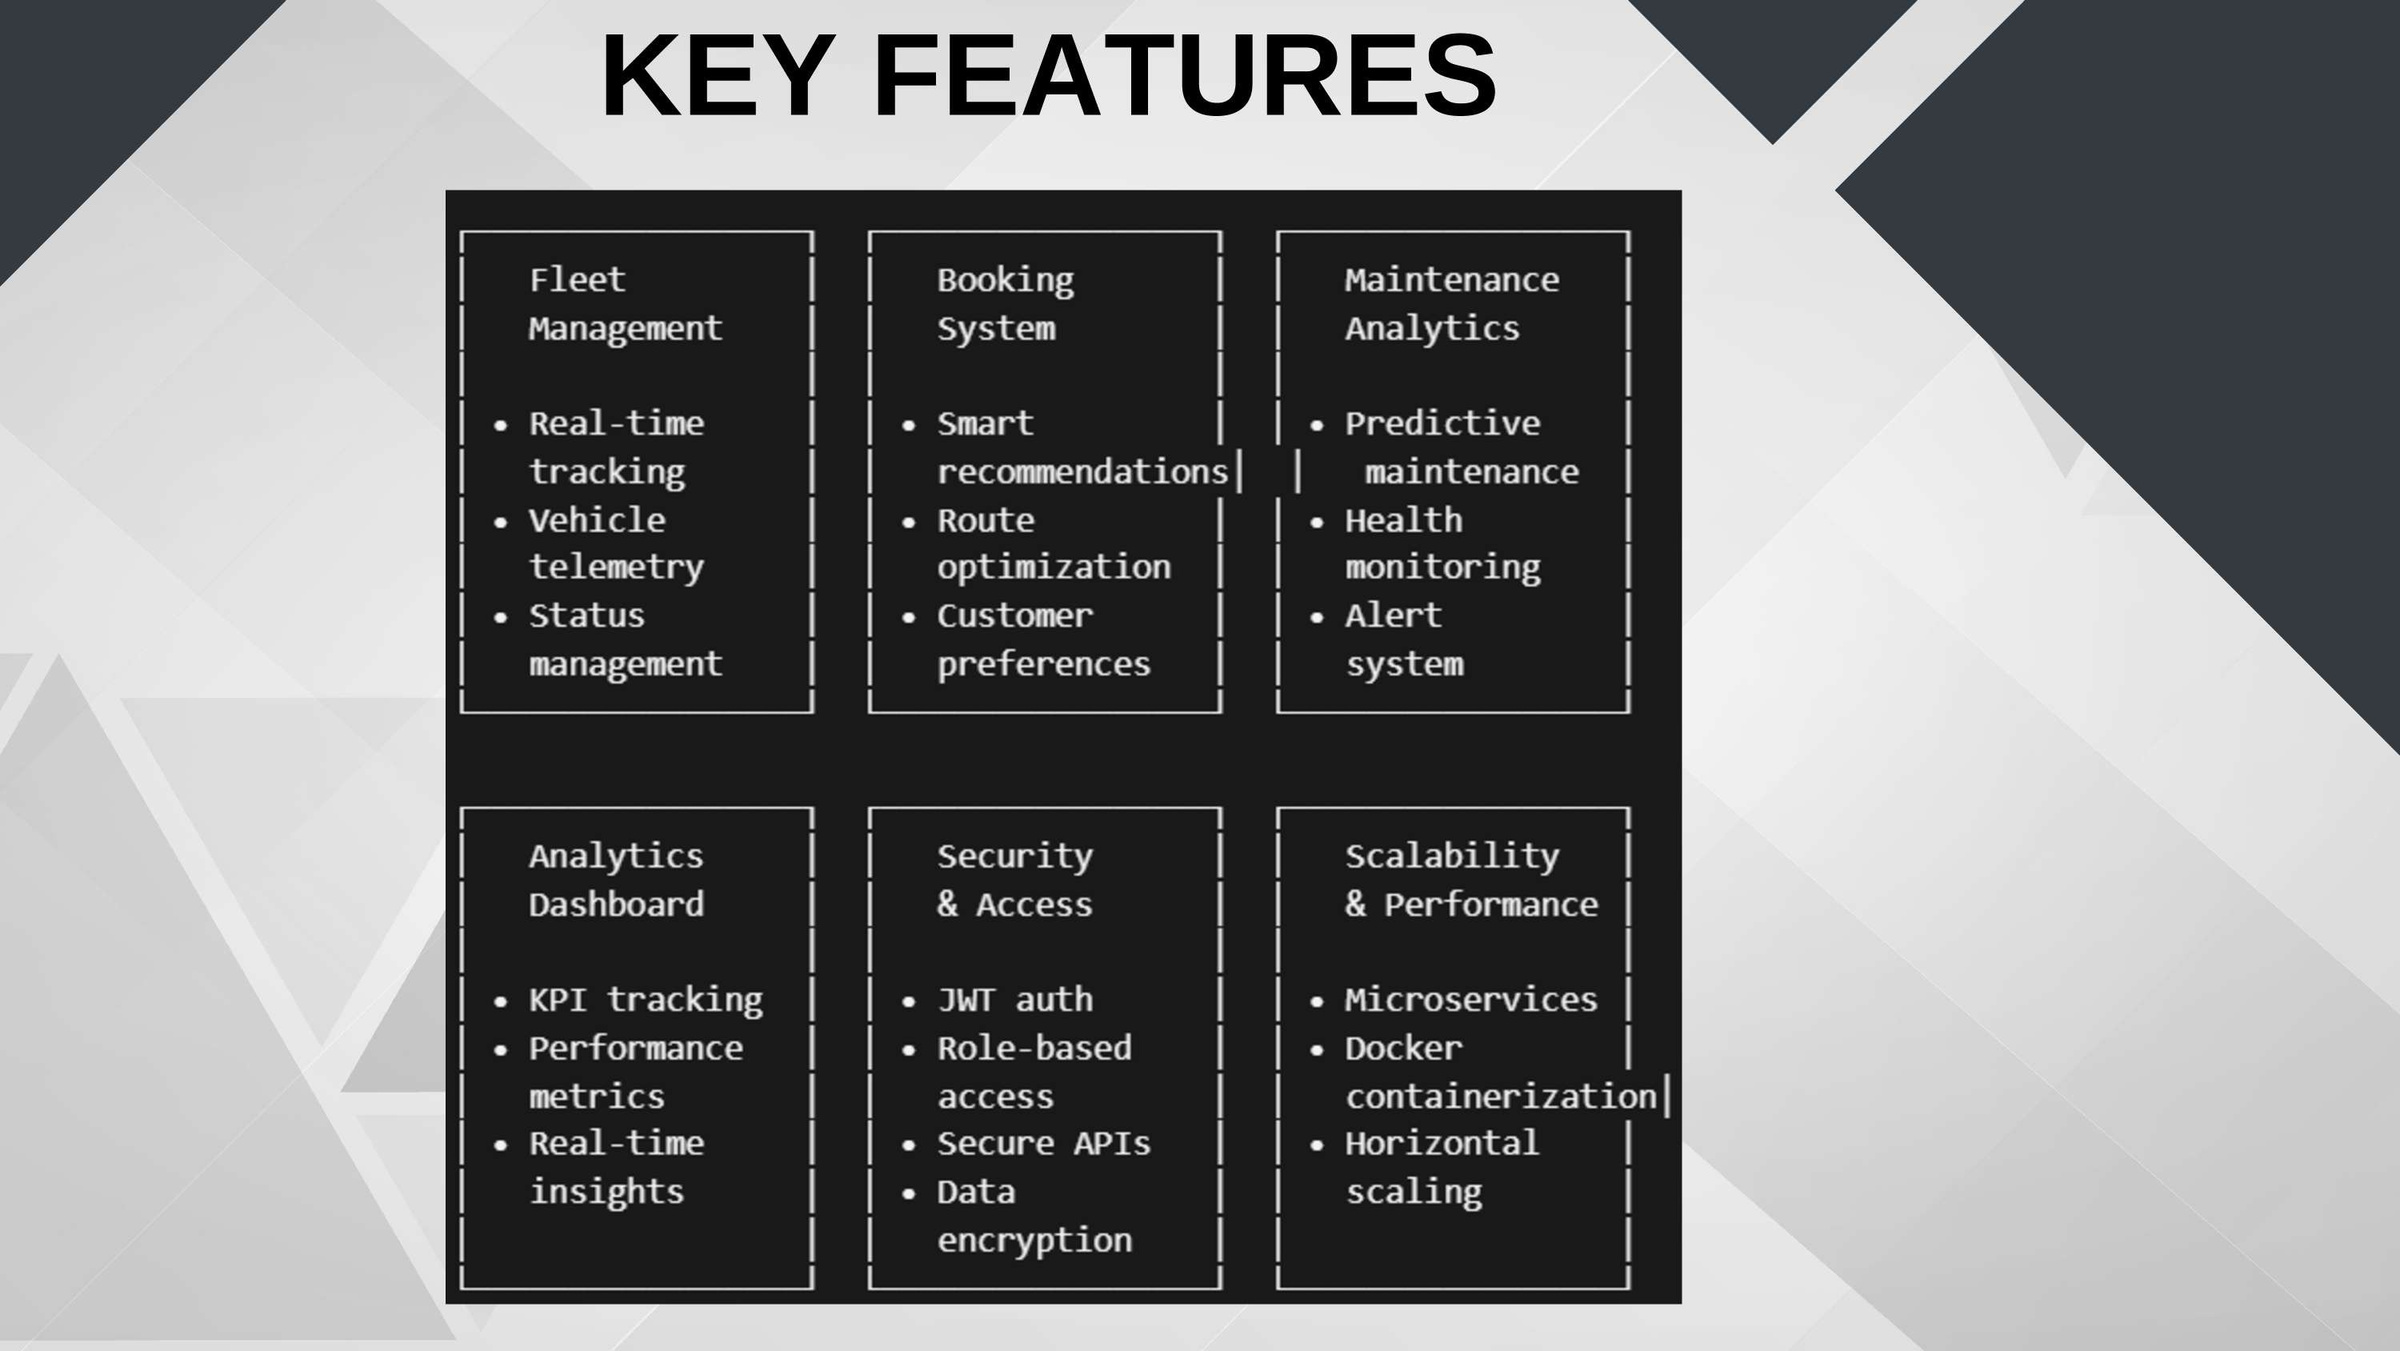 KEY FEATURES
Fleet
Management
• Real-time
tracking
• Vehicle
telemetry
• Status
management
Booking
System
• Smart
recommendations
• Route
optimization
• Customer
preferences
Maintenance
Analytics
• Predictive
maintenance
• Health
monitoring
• Alert
system
Analytics
Dashboard
• KPI tracking
• Performance
metrics
• Real-time
insights
Security
& Access
• JWT auth
• Role-based
access
• Secure APIs
• Data
encryption
Scalability
& Performance
• Microservices
• Docker
containerization
• Horizontal
scaling